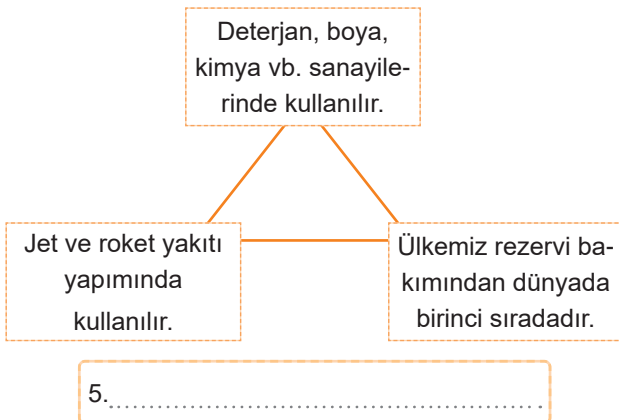 Deterjan, boya,
kimya vb. sanayile-
rinde kullanılır.
Jet ve roket yakıtı
yapımında
kullanılır.
Ülkemiz rezervi ba-
kımından dünyada
birinci sıradadır.
5.